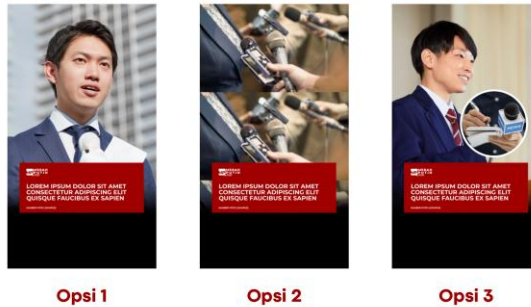 LOREM IPSUM DOLOR SIT AMET
CONSECTETUR ADIPISCING ELIT
QUISQUE FAUCIBUS EX SAPIEN
LOREM IPSUM DOLOR SIT AMET
CONSECTETUR ADIPISCING ELIT
QUISQUE FAUCIBUS EX SAPIEN
LOREM IPSUM DOLOR SIT AMET
CONSECTETUR ADIPISCING ELIT
QUISQUE FAUCIBUS EX SAPIEN
Opsi 1
Opsi 2
Opsi 3